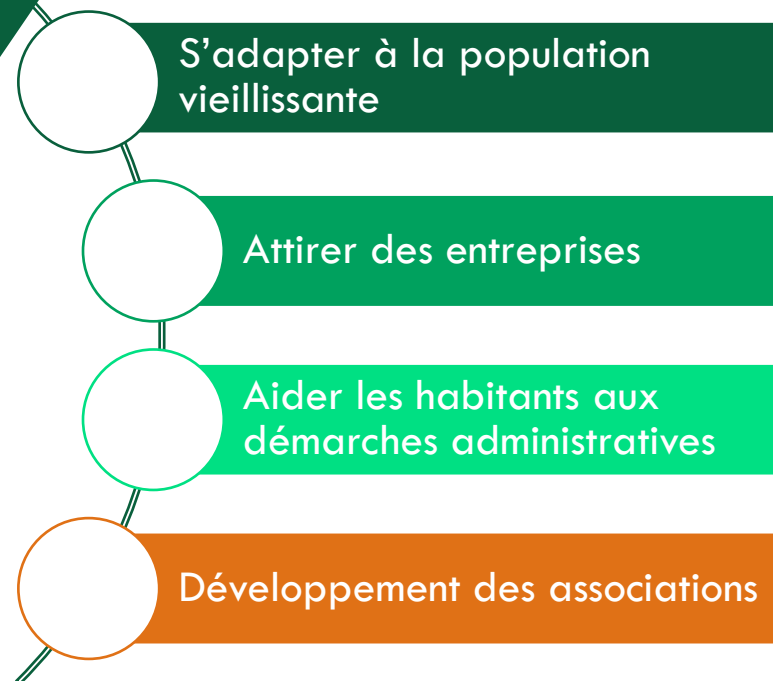 S’adapter à la population
vieillissante
Attirer des entreprises
Aider les habitants aux
démarches administratives
Développement des associations